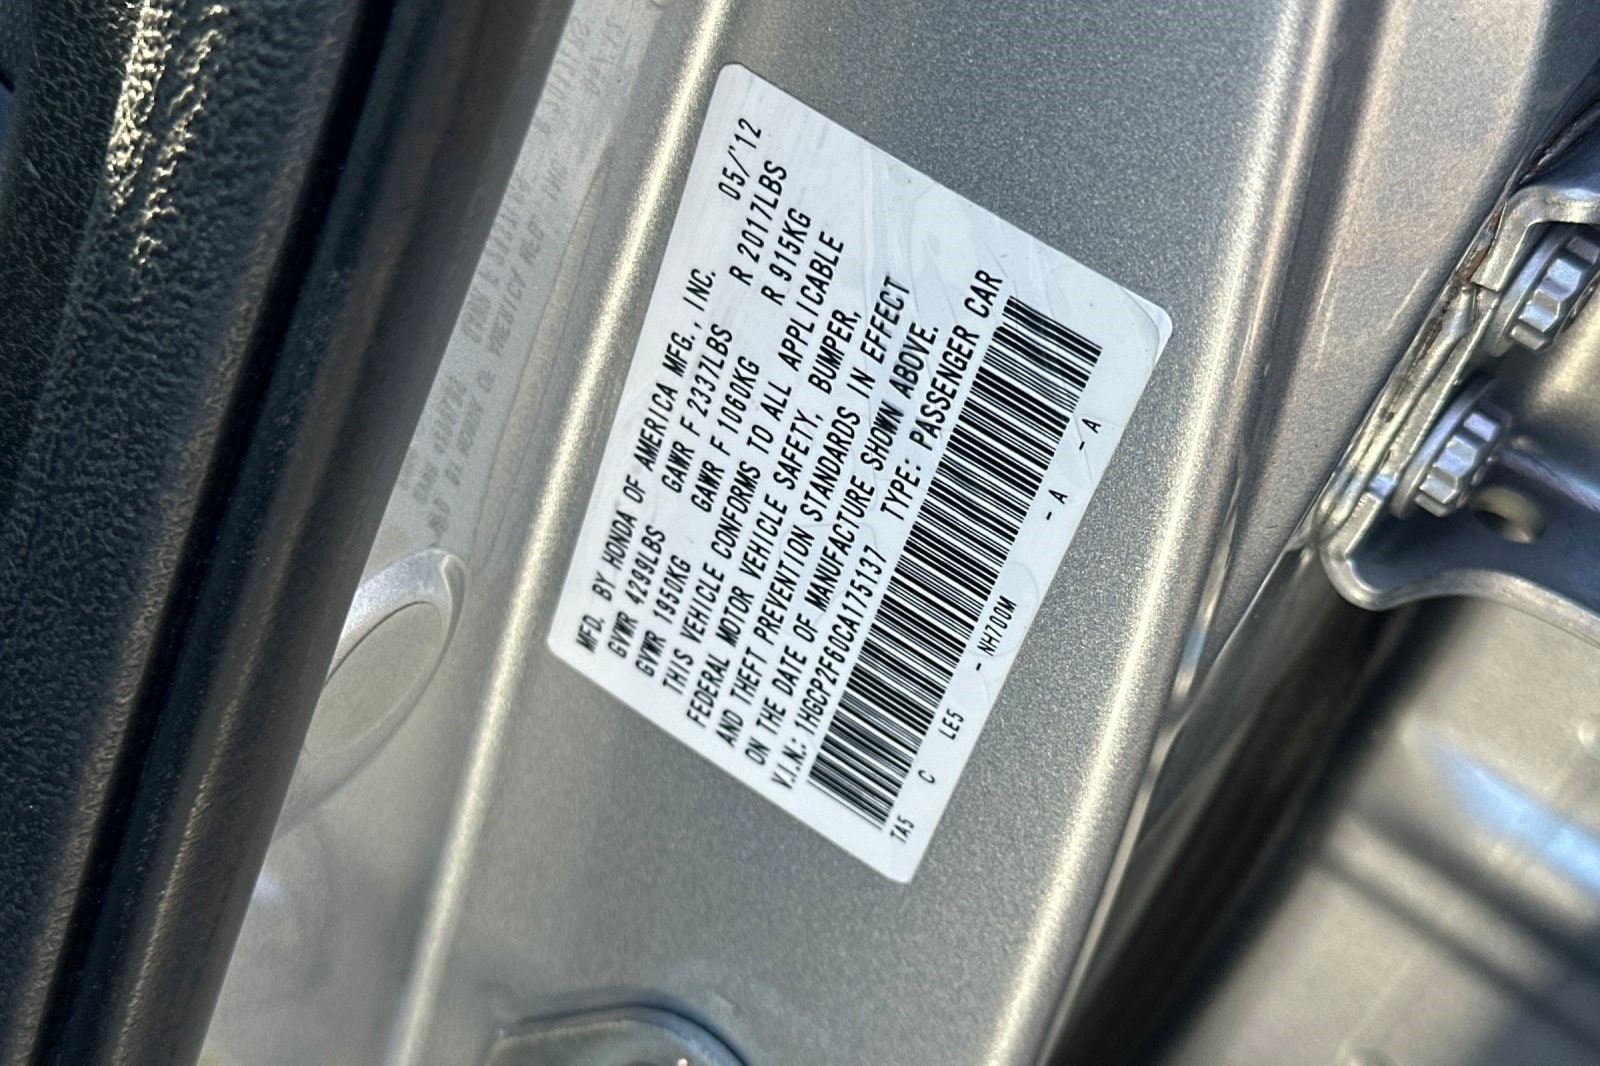 MFD. BY HONDA OF AMERICA MFG., INC. 05/'12
GVWR 4299LBS GAWR F 2337LBS R 2017LBS
GVWR 1950KG GAWR F 1060KG R 915KG
THIS VEHICLE CONFORMS TO ALL APPLICABLE
FEDERAL MOTOR VEHICLE SAFETY, BUMPER,
AND THEFT PREVENTION STANDARDS IN EFFECT
ON THE DATE OF MANUFACTURE SHOWN ABOVE.
V.I.N.: 1HGCP2F60CA175137 TYPE: PASSENGER CAR
TA5 C LE5 - NH700M - A - A